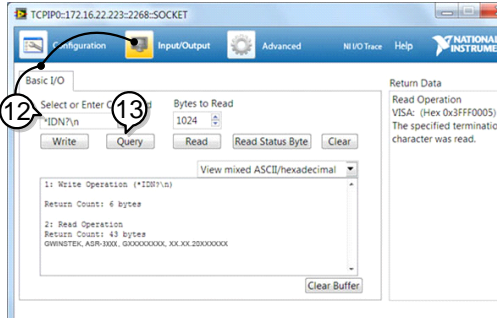 TCPIP0::172.16.22.223::2268::SOCKET
Configuration Input/Output Advanced NI I/O Trace Help NATIONAL INSTRUMEN
Basic I/O
Return Data
12
13
Select or Enter C d
Bytes to Read
*IDN?\n
1024
Write Query Read Read Status Byte Clear
Read Operation
VISA: (Hex 0x3FFF0005)
The specified terminatio
character was read.
View mixed ASCII/hexadecimal
1: Write Operation (*IDN?\n)
Return Count: 6 bytes
2: Read Operation
Return Count: 43 bytes
GWINSTEK, ASR-3XXX, GXXXXXXXX, XX.XX.20XXXXXX
Clear Buffer